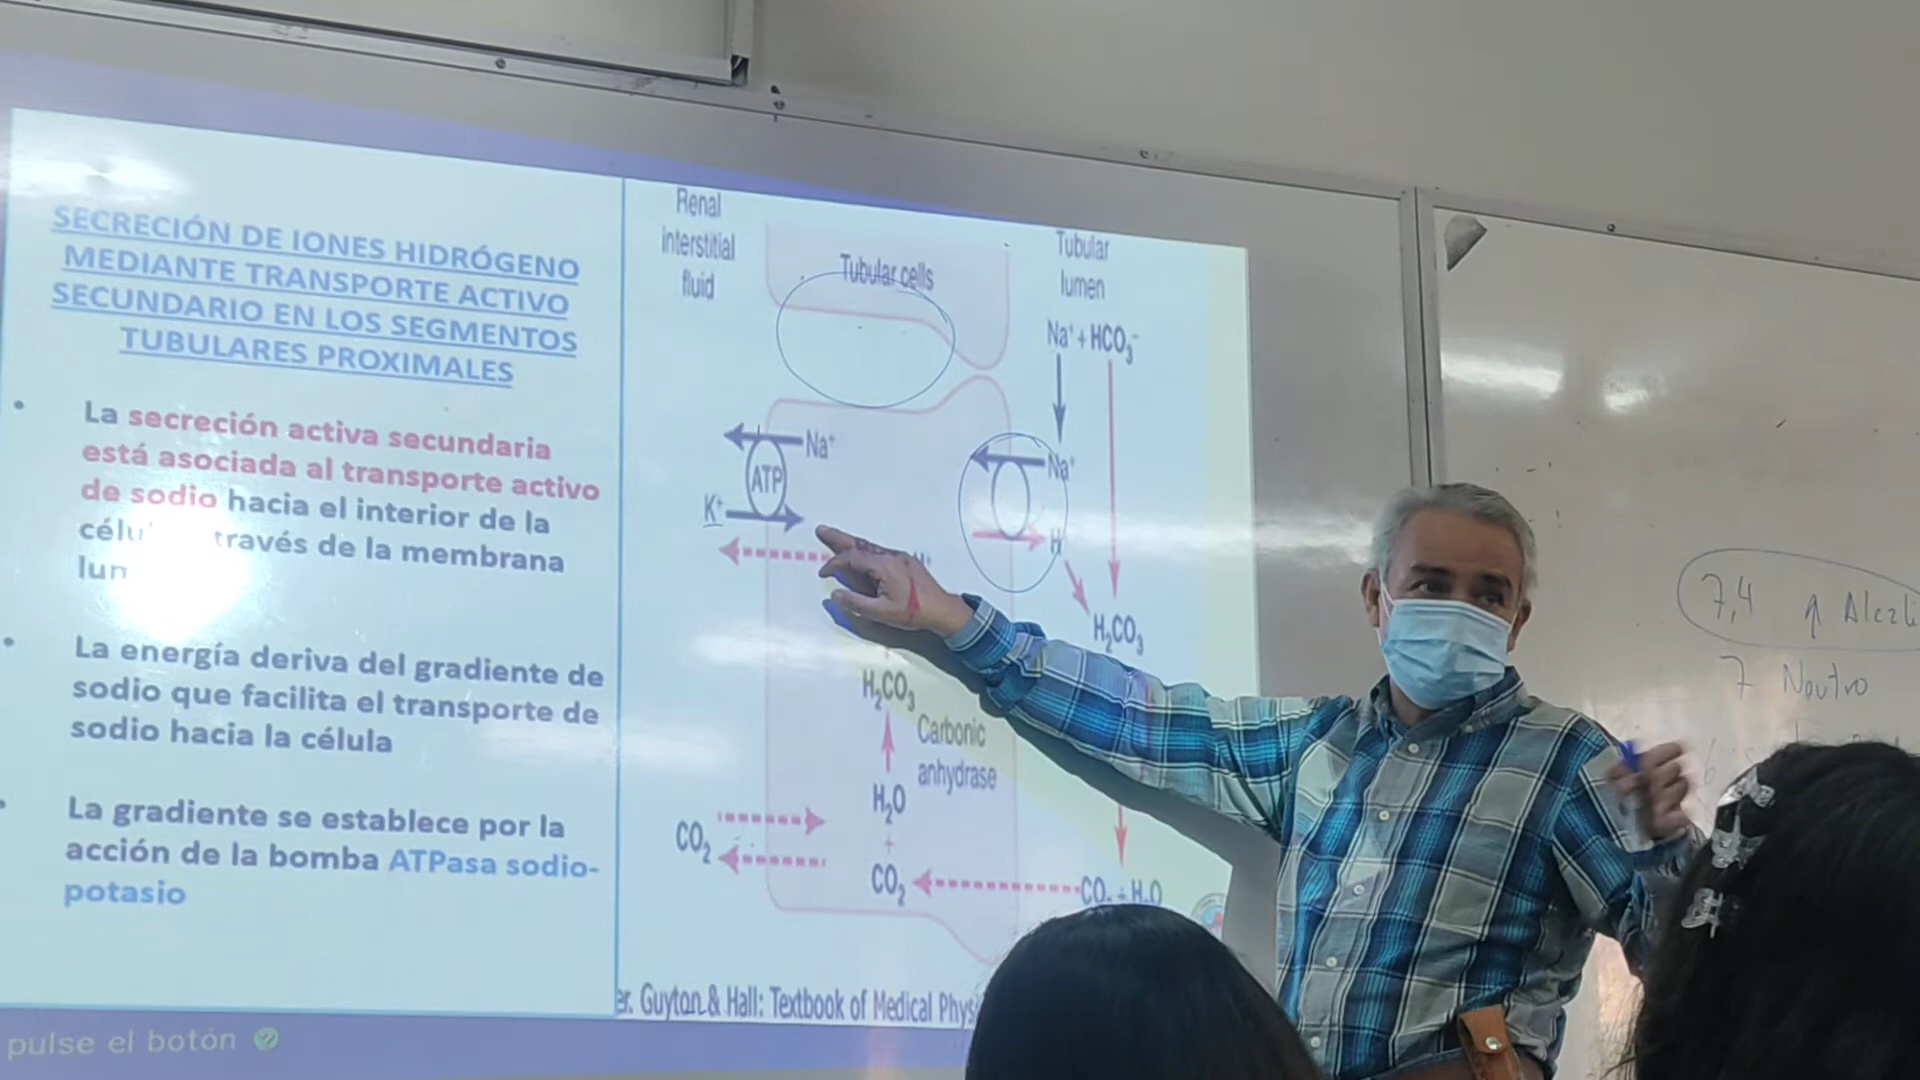 SECRECIÓN DE IONES HIDRÓGENO
MEDIANTE TRANSPORTE ACTIVO
SECUNDARIO EN LOS SEGMENTOS
TUBULARES PROXIMALES
La secreción activa secundaria
está asociada al transporte activo
de sodio hacia el interior de la
través de la membrana
La energía deriva del gradiente de
sodio que facilita el transporte de
sodio hacia la célula
La gradiente se establece por la
acción de la bomba ATPasa sodio-
potasio
pulse el botón
Renal
interstitial
fluid
Tubular cells
Tubular
lumen
Na⁺ + HCO₃⁻
Na⁺
ATP
K⁺
Na⁺
H
H₂CO₃
H₂CO₃
Carbonic
anhydrase
H₂O
+
CO₂
CO₂
CO₂ + H₂O
Guyton & Hall: Textbook of Medical
7,4
7 Neutro